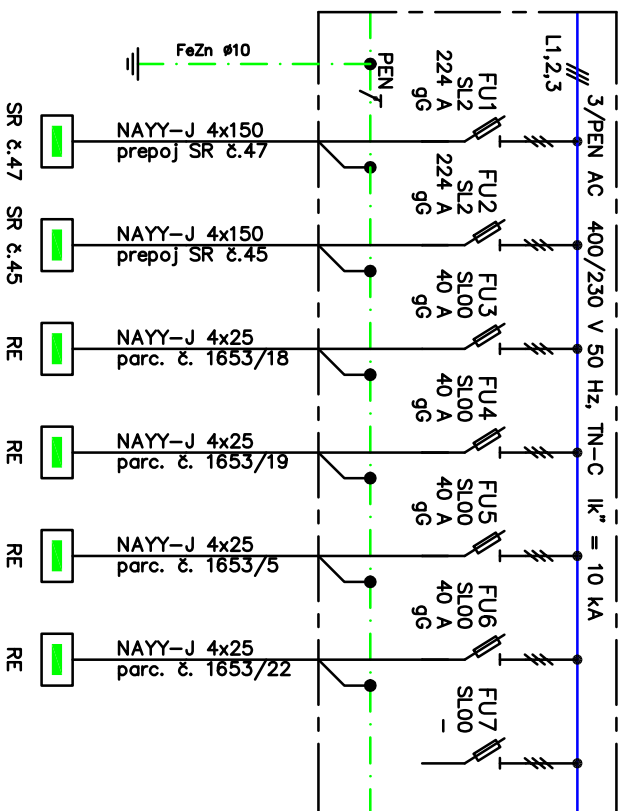 3/PEN AC 400/230 V 50 Hz, TN-C Ik" = 10 kA
L1,2,3
PEN
FeZn ø10
FU1
SL2
224 A
gG
FU2
SL2
224 A
gG
FU3
SL00
40 A
gG
FU4
SL00
40 A
gG
FU5
SL00
40 A
gG
FU6
SL00
40 A
gG
FU7
SL00
–
NAYY-J 4x150
prepoj SR č.47
NAYY-J 4x150
prepoj SR č.45
NAYY-J 4x25
parc. č. 1653/18
NAYY-J 4x25
parc. č. 1653/19
NAYY-J 4x25
parc. č. 1653/5
NAYY-J 4x25
parc. č. 1653/22
SR č.47
SR č.45
RE
RE
RE
RE